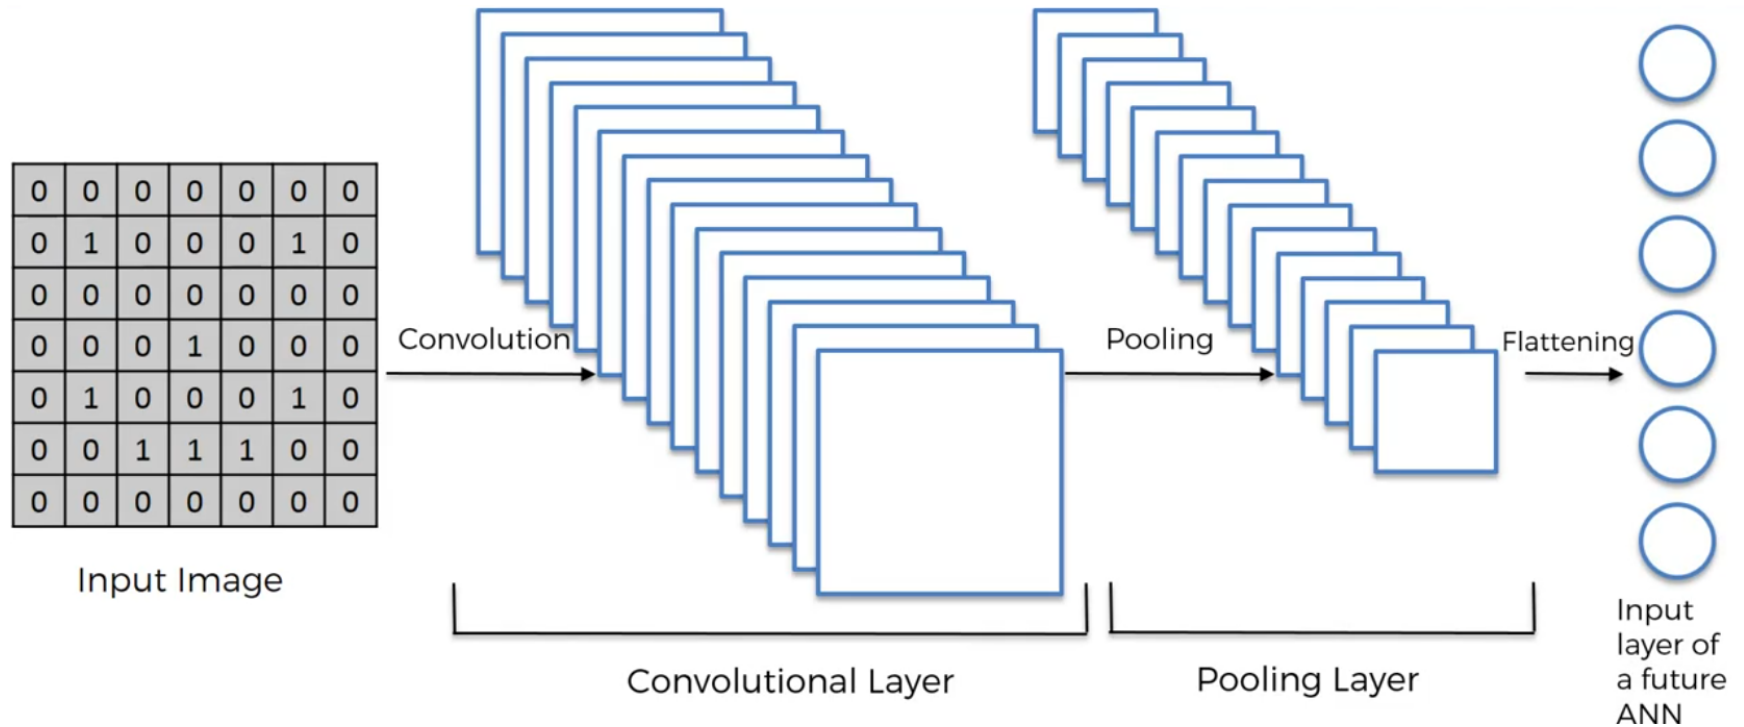 0 0 0 0 0 0 0
0 1 0 0 0 1 0
0 0 0 0 0 0 0
0 0 0 1 0 0 0
0 1 0 0 0 1 0
0 0 1 1 1 0 0
0 0 0 0 0 0 0
Input Image
Convolution
Convolutional Layer
Pooling
Pooling Layer
Flattening
Input
layer of
a future
ANN